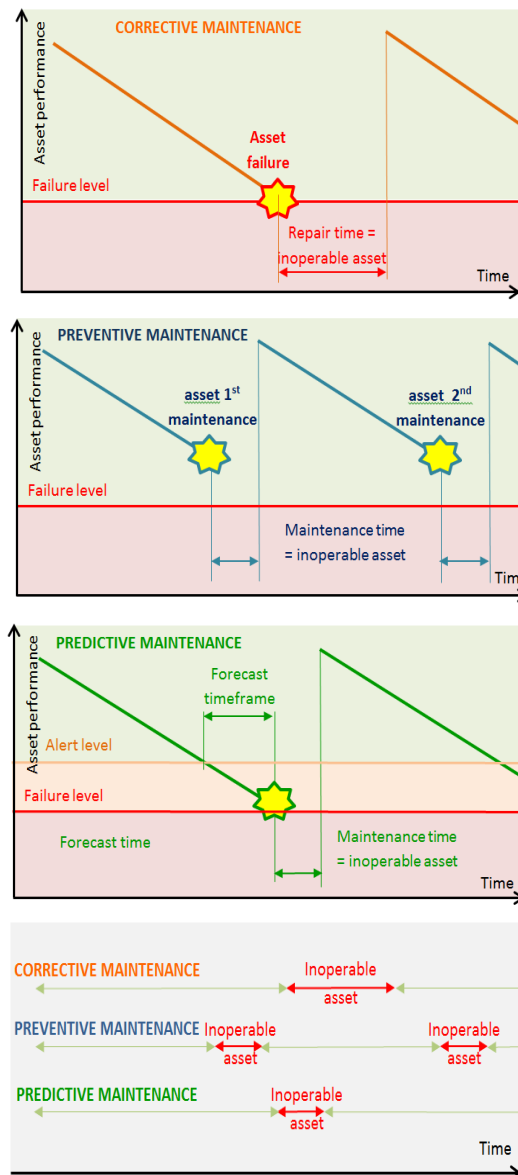 CORRECTIVE MAINTENANCE
Asset performance
Asset
failure
Failure level
Repair time =
inoperable asset
Time
PREVENTIVE MAINTENANCE
Asset performance
asset 1st
maintenance
asset 2nd
maintenance
Failure level
Maintenance time
= inoperable asset
Tim
PREDICTIVE MAINTENANCE
Asset performance
Forecast
timeframe
Alert level
Failure level
Forecast time
Maintenance time
= inoperable asset
Time
CORRECTIVE MAINTENANCE
Inoperable
asset
PREVENTIVE MAINTENANCE
Inoperable
asset
Inoperable
asset
PREDICTIVE MAINTENANCE
Inoperable
asset
Time